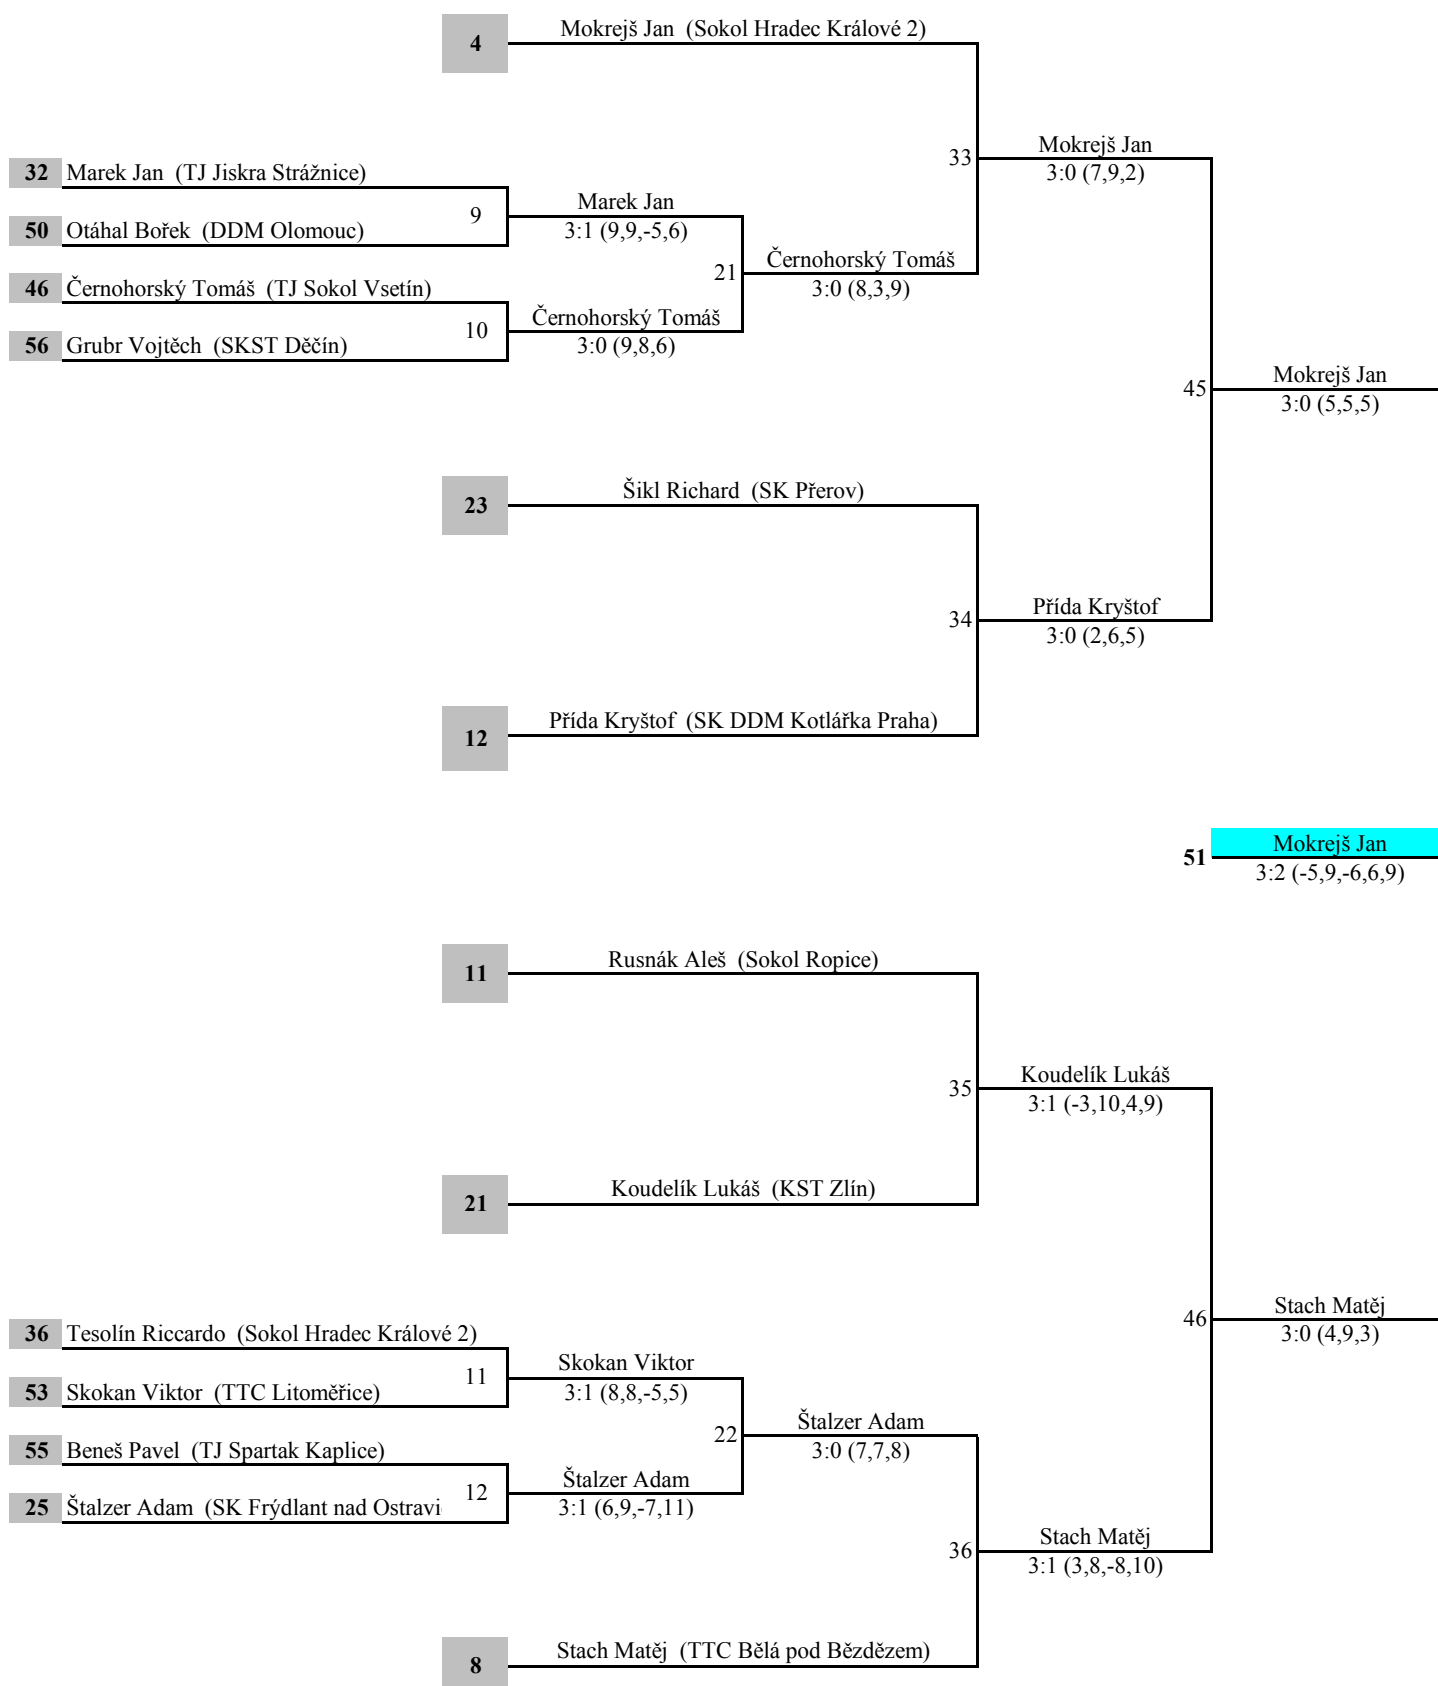 4 Mokrejš Jan (Sokol Hradec Králové 2)
33 Mokrejš Jan
3:0 (7,9,2)
32 Marek Jan (TJ Jiskra Strážnice)
9 Marek Jan
3:1 (9,9,-5,6)
50 Otáhal Bořek (DDM Olomouc)
21 Černohorský Tomáš
3:0 (8,3,9)
46 Černohorský Tomáš (TJ Sokol Vsetín)
10 Černohorský Tomáš
3:0 (9,8,6)
56 Grubr Vojtěch (SKST Děčín)
45 Mokrejš Jan
3:0 (5,5,5)
23 Šikl Richard (SK Přerov)
34 Přída Kryštof
3:0 (2,6,5)
12 Přída Kryštof (SK DDM Kotlářka Praha)
51 Mokrejš Jan
3:2 (-5,9,-6,6,9)
11 Rusnák Aleš (Sokol Ropice)
35 Koudelík Lukáš
3:1 (-3,10,4,9)
21 Koudelík Lukáš (KST Zlín)
46 Stach Matěj
3:0 (4,9,3)
36 Tesolín Riccardo (Sokol Hradec Králové 2)
11 Skokan Viktor
3:1 (8,8,-5,5)
53 Skokan Viktor (TTC Litoměřice)
22 Štalzer Adam
3:0 (7,7,8)
55 Beneš Pavel (TJ Spartak Kaplice)
12 Štalzer Adam
3:1 (6,9,-7,11)
25 Štalzer Adam (SK Frýdlant nad Ostravi
36 Stach Matěj
3:1 (3,8,-8,10)
8 Stach Matěj (TTC Bělá pod Bězdězem)